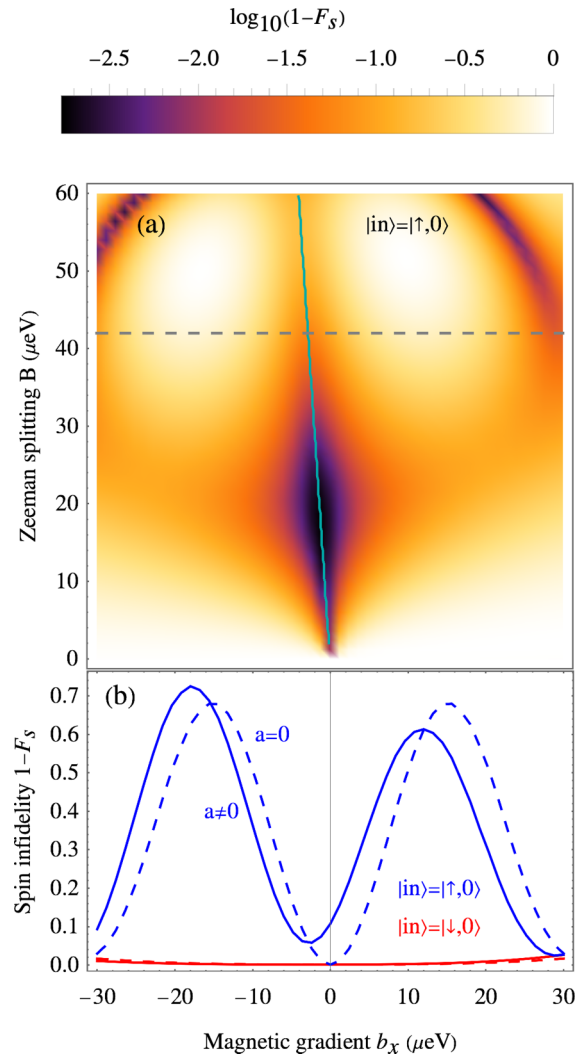 log10(1−Fs)
−2.5 −2.0 −1.5 −1.0 −0.5 0
60
(a)
|in⟩=|↑,0⟩
50
40
30
20
10
0
Zeeman splitting B (μeV)
0.7
(b)
0.6
a=0
0.5
0.4
a≠0
0.3
0.2
|in⟩=|↑,0⟩
0.1
|in⟩=|↓,0⟩
0.0
Spin infidelity 1−Fs
−30 −20 −10 0 10 20 30
Magnetic gradient bx (μeV)